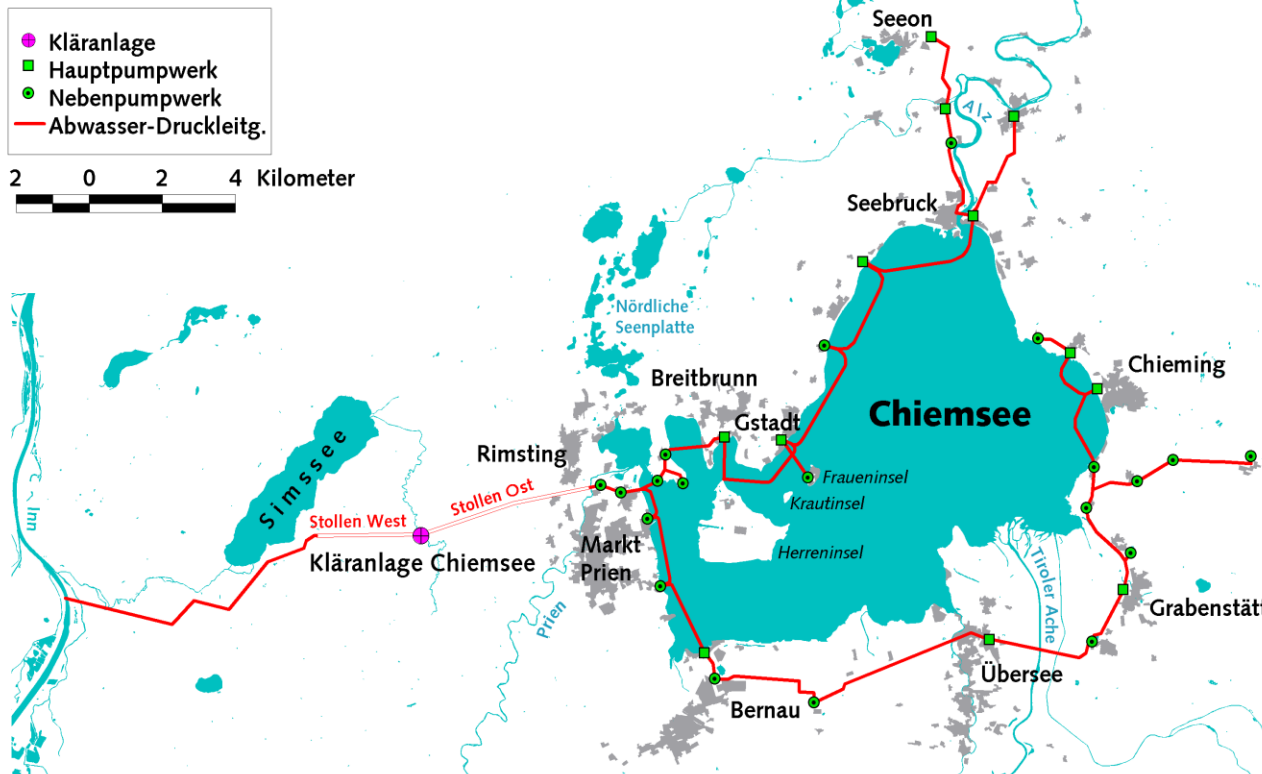 Kläranlage
Hauptpumpwerk
Nebenpumpwerk
Abwasser-Druckleitg.
2 0 2 4 Kilometer
Seeon
Alz
Seebruck
Nördliche
Seenplatte
Breitbrunn
Chieming
Gstadt
Chiemsee
Rimsting
Simssee
Fraueninsel
Krautinsel
Stollen Ost
Stollen West
Inn
Kläranlage Chiemsee
Markt
Prien
Herreninsel
Prien
Tiroler Ache
Grabenstätt
Übersee
Bernau